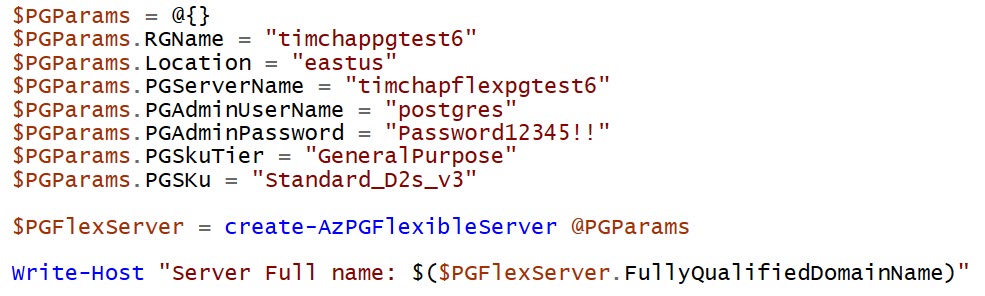 $PGParams = @{}
$PGParams.RGName = "timchappgtest6"
$PGParams.Location = "eastus"
$PGParams.PGServerName = "timchapflexpgtest6"
$PGParams.PGAdminUserName = "postgres"
$PGParams.PGAdminPassword = "Password12345!!"
$PGParams.PGSkuTier = "GeneralPurpose"
$PGParams.PGSKu = "Standard_D2s_v3"
$PGFlexServer = create-AzPGFlexibleServer @PGParams
Write-Host "Server Full name: $($PGFlexServer.FullyQualifiedDomainName)"